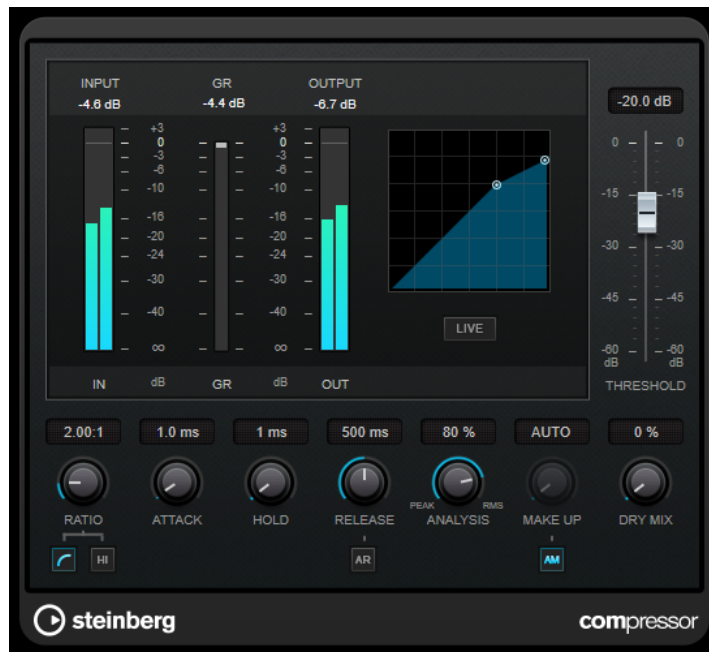 INPUT GR OUTPUT
-4.6 dB -4.4 dB -6.7 dB
-20.0 dB
+3 +3
0 0
-3 -3
-6 -6
-10 -10
-16 -16
-20 -20
-24 -24
-30 -30
-40 -40
∞ ∞
IN dB GR dB OUT
LIVE
0 0
-15 -15
-30 -30
-45 -45
-60 -60
dB dB
THRESHOLD
2.00:1 1.0 ms 1 ms 500 ms 80 % AUTO 0 %
PEAK RMS
RATIO ATTACK HOLD RELEASE ANALYSIS MAKE UP DRY MIX
HI AR AM
steinberg compressor